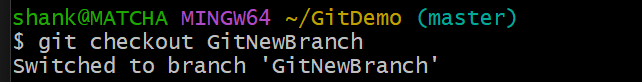 shank@MATCHA MINGW64 ~/GitDemo (master)
$ git checkout GitNewBranch
Switched to branch 'GitNewBranch'